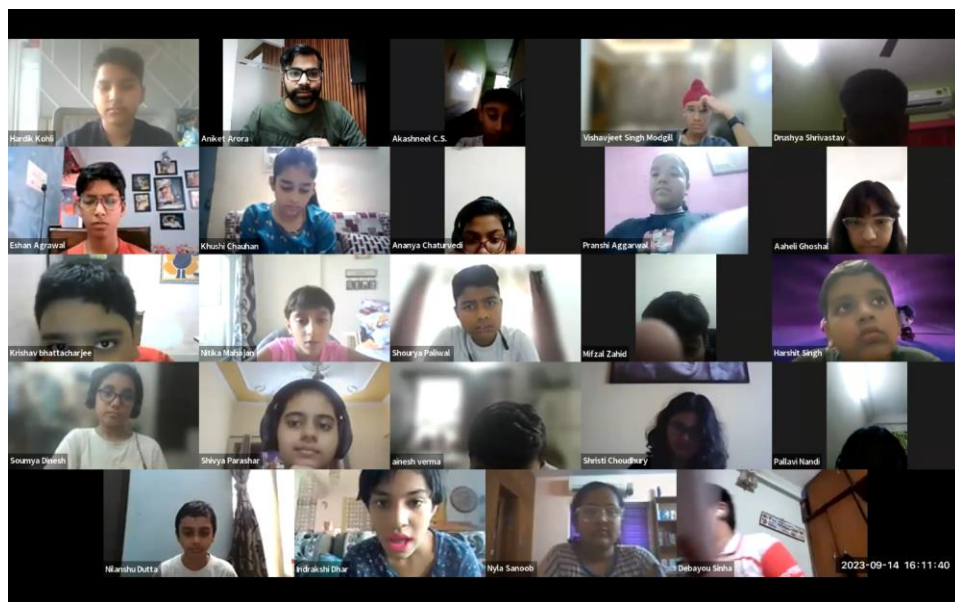 Hardik Kohli
Aniket Arora
Akashneel C.S.
Vishavjeet Singh Modgill
Drushya Shrivastav
Eshan Agrawal
Khushi Chauhan
Ananya Chaturvedi
Pranshi Aggarwal
Aaheli Ghoshal
Krishav bhattacharjee
Nitika Mahajan
Shourya Paliwal
Mifzal Zahid
Harshit Singh
Soumya Dinesh
Shivya Parashar
ainesh verma
Shristi Choudhury
Pallavi Nandi
Nilanshu Dutta
Indrakshi Dhar
Nyla Sanoob
Debayou Sinha
2023-09-14 16:11:40